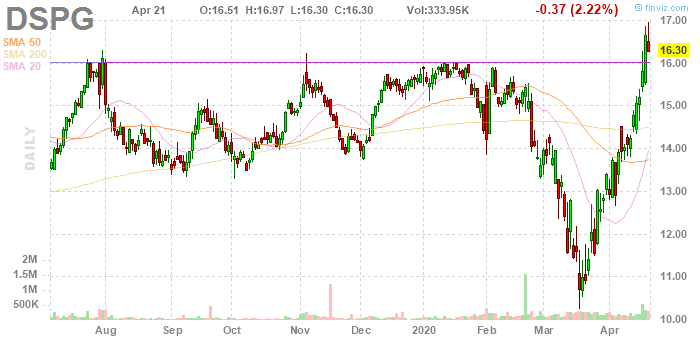 DSPG
Apr 21 O:16.51 H:16.97 L:16.30 C:16.30 Vol:333.95K -0.37 (2.22%)
© finviz.com
SMA 50
SMA 200
SMA 20
DAILY
17.00
16.30
16.00
15.00
14.00
13.00
12.00
11.00
10.00
2M
1.5M
1M
500K
Aug Sep Oct Nov Dec 2020 Feb Mar Apr